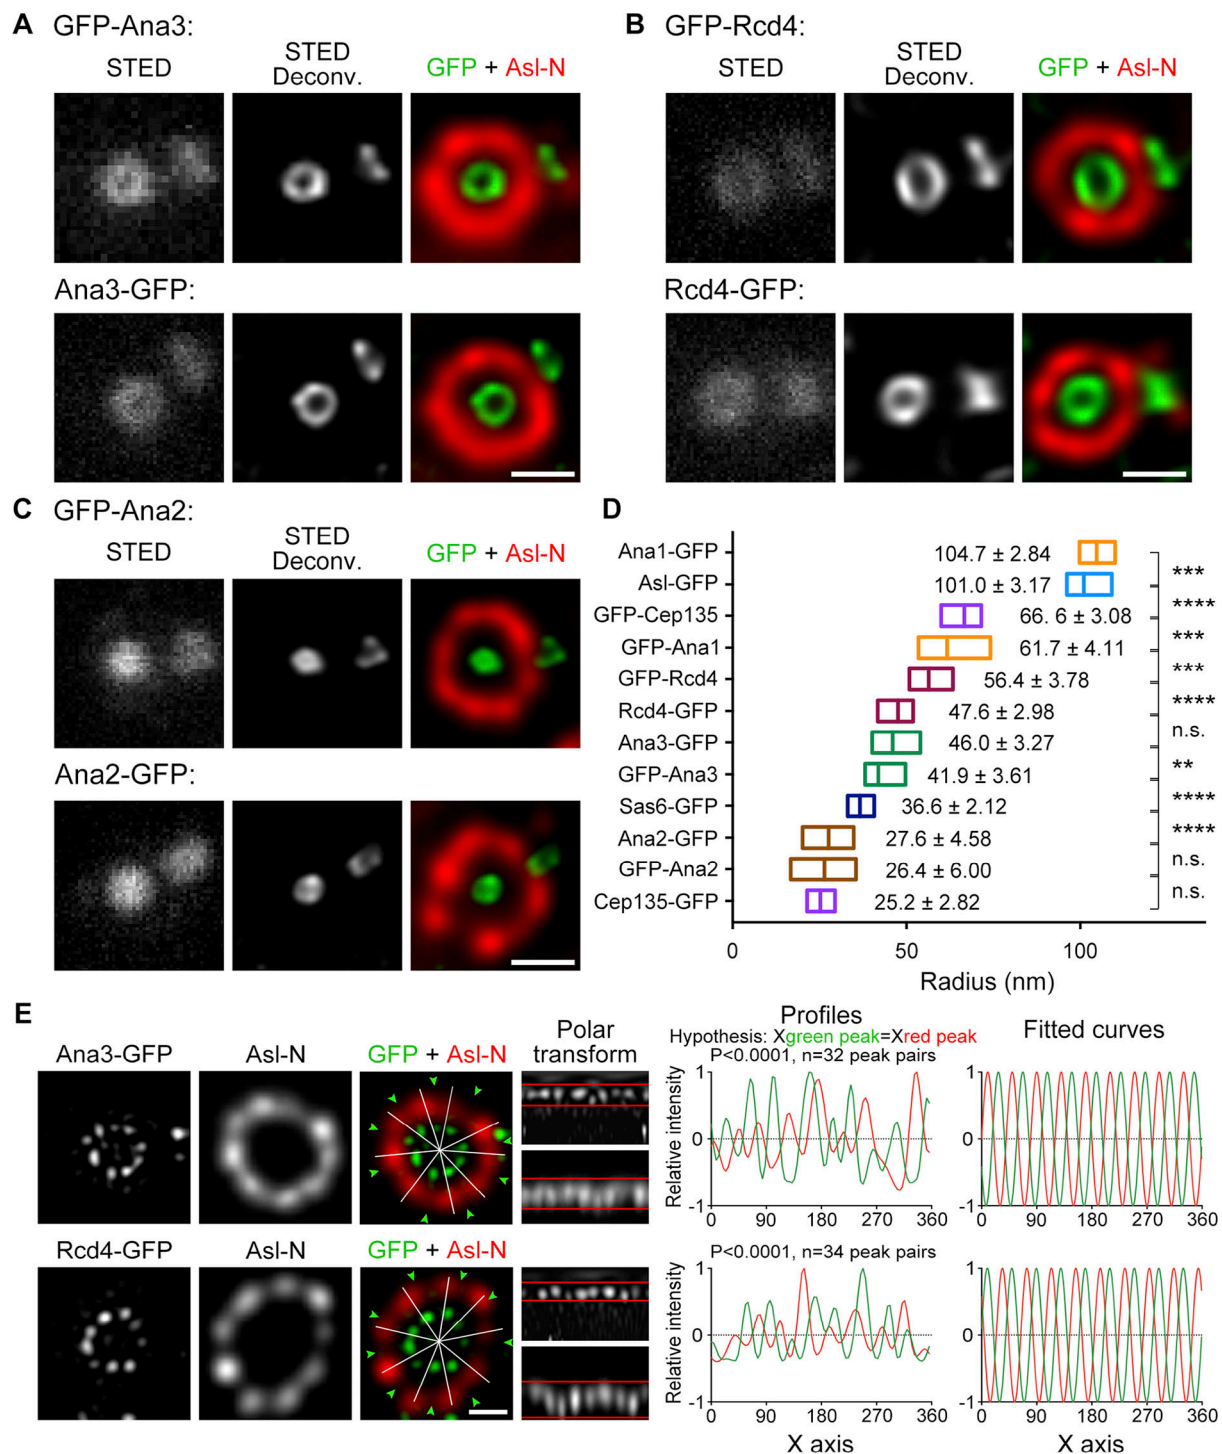 A GFP-Ana3:
STED
STED
Deconv.
GFP + Asl-N
Ana3-GFP:
B GFP-Rcd4:
STED
STED
Deconv.
GFP + Asl-N
Rcd4-GFP:
C GFP-Ana2:
STED
STED
Deconv.
GFP + Asl-N
Ana2-GFP:
D
Ana1-GFP 104.7 ± 2.84
***
Asl-GFP 101.0 ± 3.17
****
GFP-Cep135 66. 6 ± 3.08
***
GFP-Ana1 61.7 ± 4.11
***
GFP-Rcd4 56.4 ± 3.78
****
Rcd4-GFP 47.6 ± 2.98
n.s.
Ana3-GFP 46.0 ± 3.27
**
GFP-Ana3 41.9 ± 3.61
****
Sas6-GFP 36.6 ± 2.12
****
Ana2-GFP 27.6 ± 4.58
n.s.
GFP-Ana2 26.4 ± 6.00
n.s.
Cep135-GFP 25.2 ± 2.82
0 50 100
Radius (nm)
E
Ana3-GFP
Asl-N
GFP + Asl-N
Polar
transform
Profiles
Hypothesis: Xgreen peak=Xred peak
P<0.0001, n=32 peak pairs
Fitted curves
Relative intensity
1
0
-1
0 90 180 270 360
1
0
-1
0 90 180 270 360
Rcd4-GFP
Asl-N
GFP + Asl-N
P<0.0001, n=34 peak pairs
Relative intensity
1
0
-1
0 90 180 270 360
X axis
1
0
-1
0 90 180 270 360
X axis